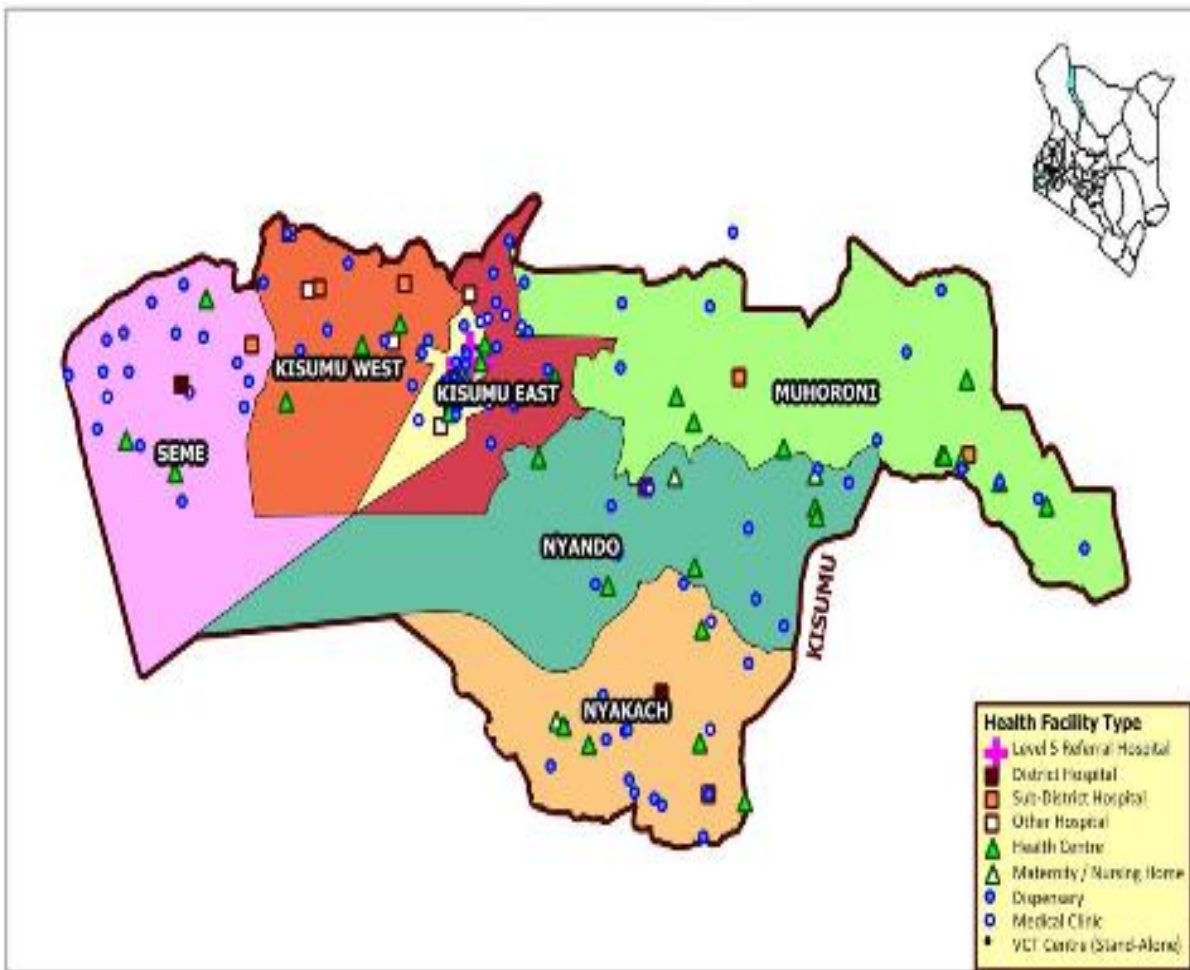 KISUMU WEST
KISUMU EAST
MUHORONI
SEME
NYANDO
KISUMU
NYAKACH
Health Facility Type
Level 5 Referral Hospital
District Hospital
Sub-District Hospital
Other Hospital
Health Centre
Maternity / Nursing Home
Dispensary
Medical Clinic
VCT Centre (Stand-Alone)